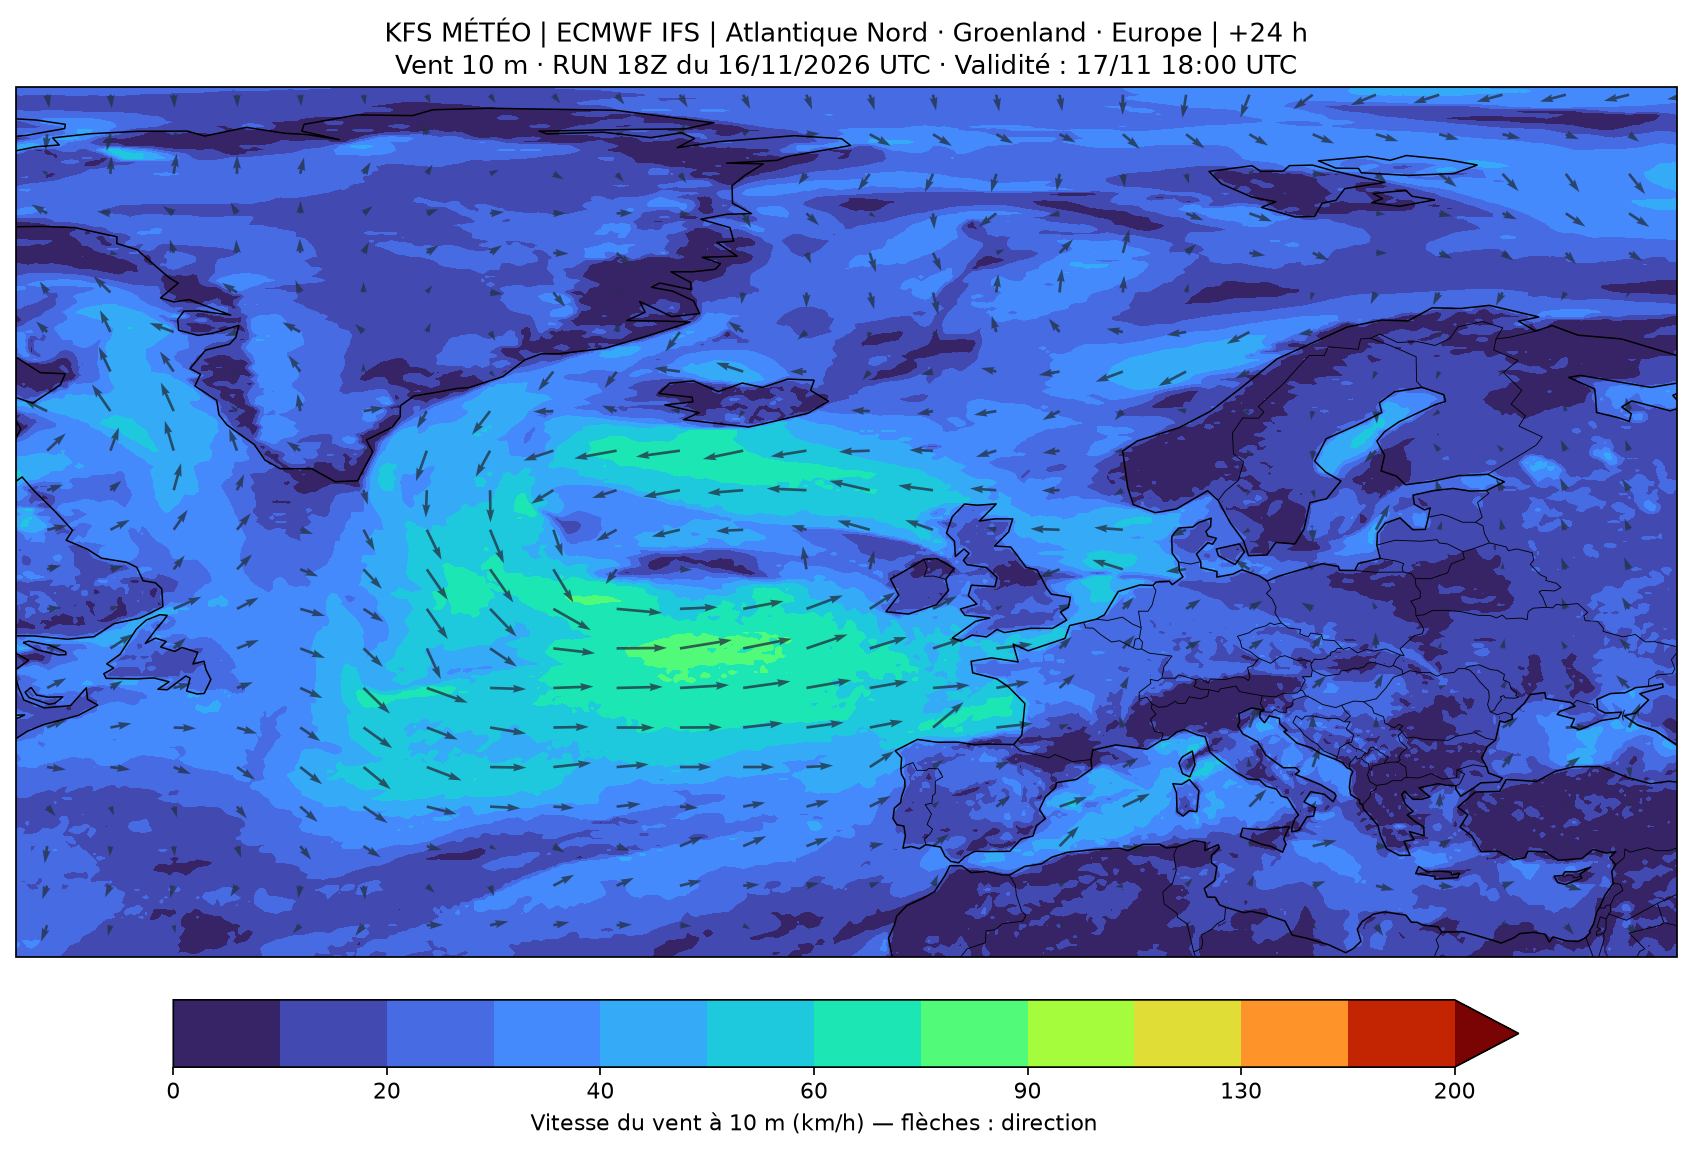 KFS MÉTÉO | ECMWF IFS | Atlantique Nord · Groenland · Europe | +24 h
Vent 10 m · RUN 18Z du 16/11/2026 UTC · Validité : 17/11 18:00 UTC
0 20 40 60 90 130 200
Vitesse du vent à 10 m (km/h) — flèches : direction